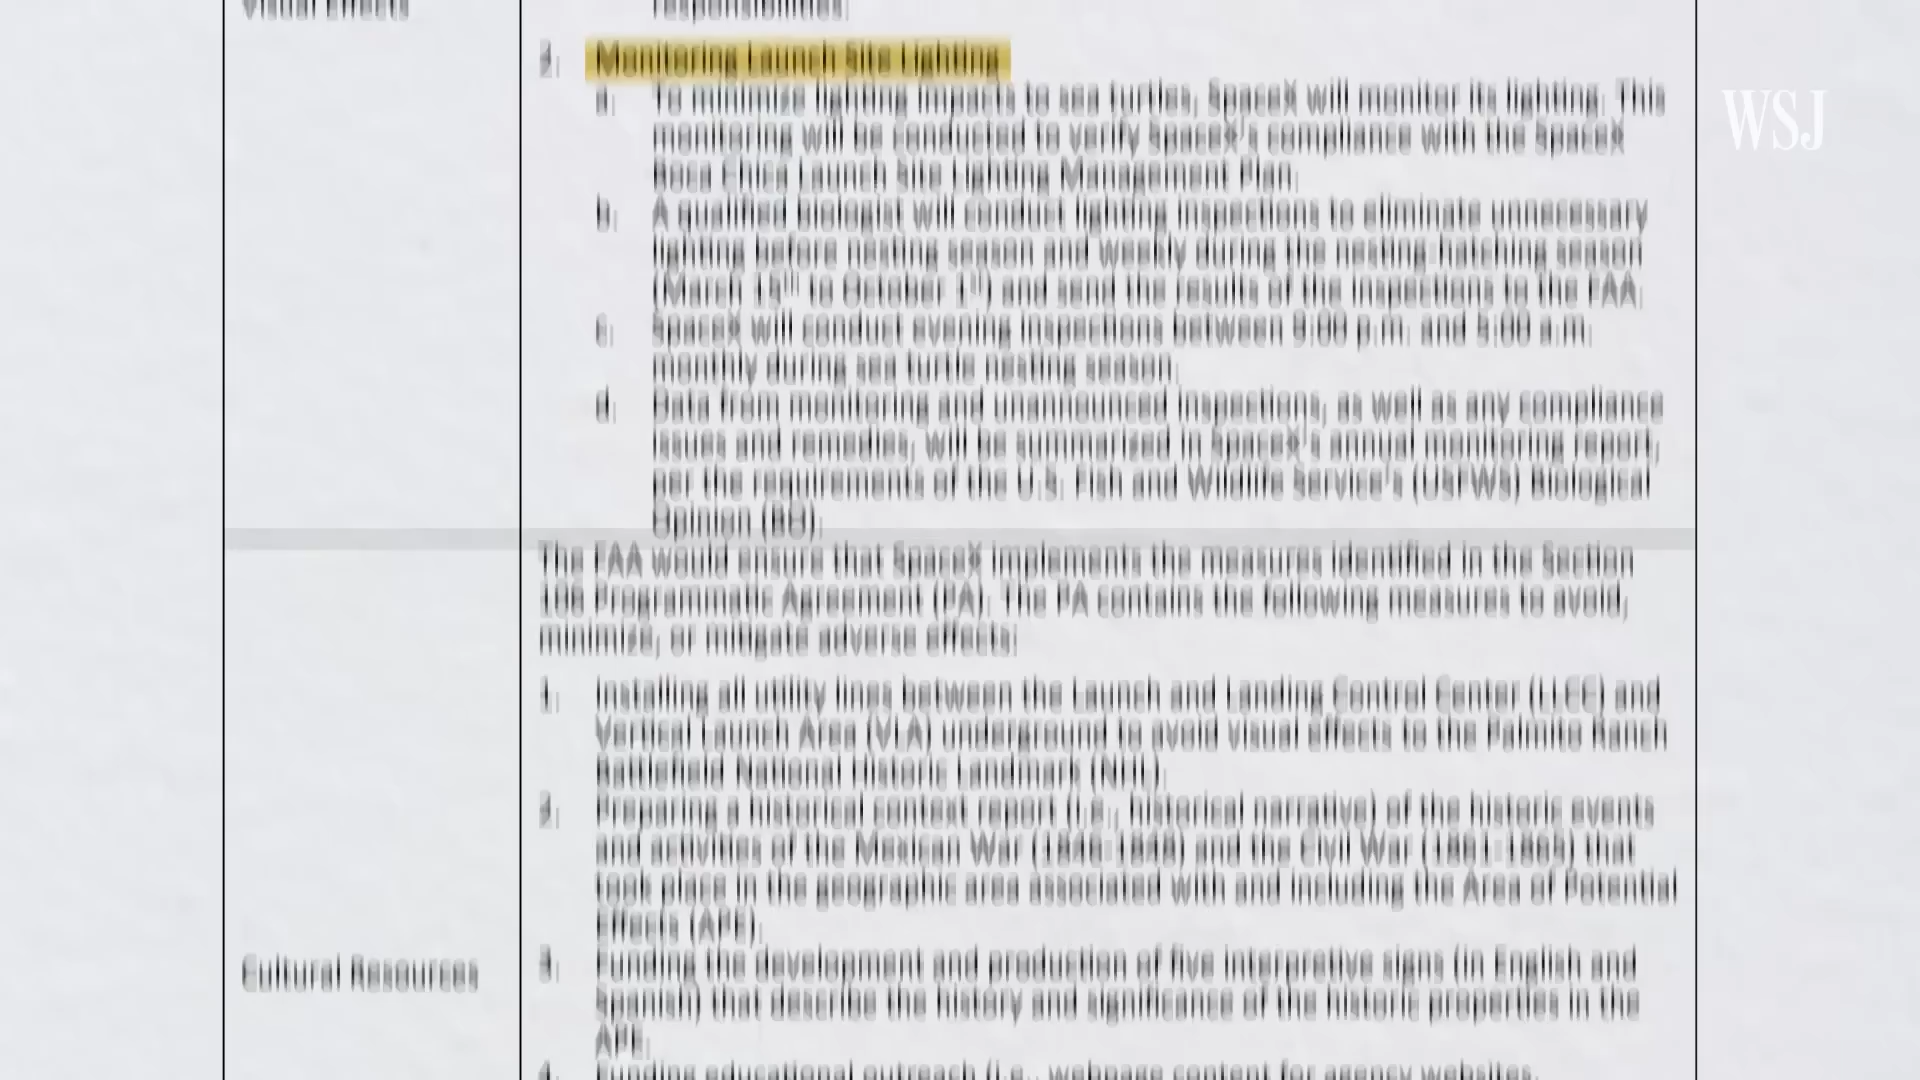 Visual Effects
responsibilities.
2. Monitoring Launch Site Lighting
a. To minimize lighting impacts to sea turtles, SpaceX will monitor its lighting. This
monitoring will be conducted to verify SpaceX's compliance with the SpaceX
Boca Chica Launch Site Lighting Management Plan.
b. A qualified biologist will conduct lighting inspections to eliminate unnecessary
lighting before nesting season and weekly during the nesting-hatching season
(March 15th to October 1st) and send the results of the inspections to the FAA.
c. SpaceX will conduct evening inspections between 9:00 p.m. and 5:00 a.m.
monthly during sea turtle nesting season.
d. Data from monitoring and unannounced inspections, as well as any compliance
issues and remedies, will be summarized in SpaceX's annual monitoring report,
per the requirements of the U.S. Fish and Wildlife Service's (USFWS) Biological
Opinion (BO).
The FAA would ensure that SpaceX implements the measures identified in the Section
106 Programmatic Agreement (PA). The PA contains the following measures to avoid,
minimize, or mitigate adverse effects:
1. Installing all utility lines between the Launch and Landing Control Center (LLCC) and
Vertical Launch Area (VLA) underground to avoid visual effects to the Palmito Ranch
Battlefield National Historic Landmark (NHL).
2. Preparing a historical context report (i.e., historical narrative) of the historic events
and activities of the Mexican War (1846-1848) and the Civil War (1861-1865) that
took place in the geographic area associated with and including the Area of Potential
Effects (APE).
Cultural Resources
3. Funding the development and production of five interpretive signs (in English and
Spanish) that describe the history and significance of the historic properties in the
APE.
4. Funding educational outreach (i.e., webpage content for agency websites,
WSJ